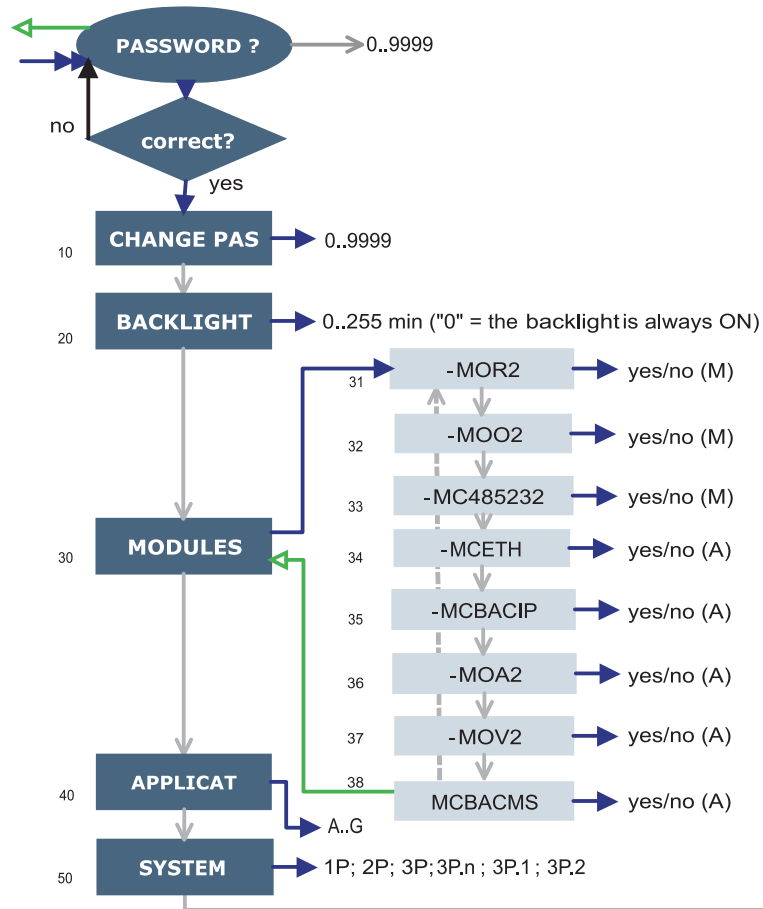 PASSWORD ?
0..9999
no
correct?
yes
10
CHANGE PAS
0..9999
20
BACKLIGHT
0..255 min ("0" = the backlight is always ON)
31
-MOR2
yes/no (M)
32
-MOO2
yes/no (M)
33
-MC485232
yes/no (M)
30
MODULES
34
-MCETH
yes/no (A)
35
-MCBACIP
yes/no (A)
36
-MOA2
yes/no (A)
37
-MOV2
yes/no (A)
38
MCBACMS
yes/no (A)
40
APPLICAT
A..G
50
SYSTEM
1P; 2P; 3P;3P.n ; 3P.1 ; 3P.2